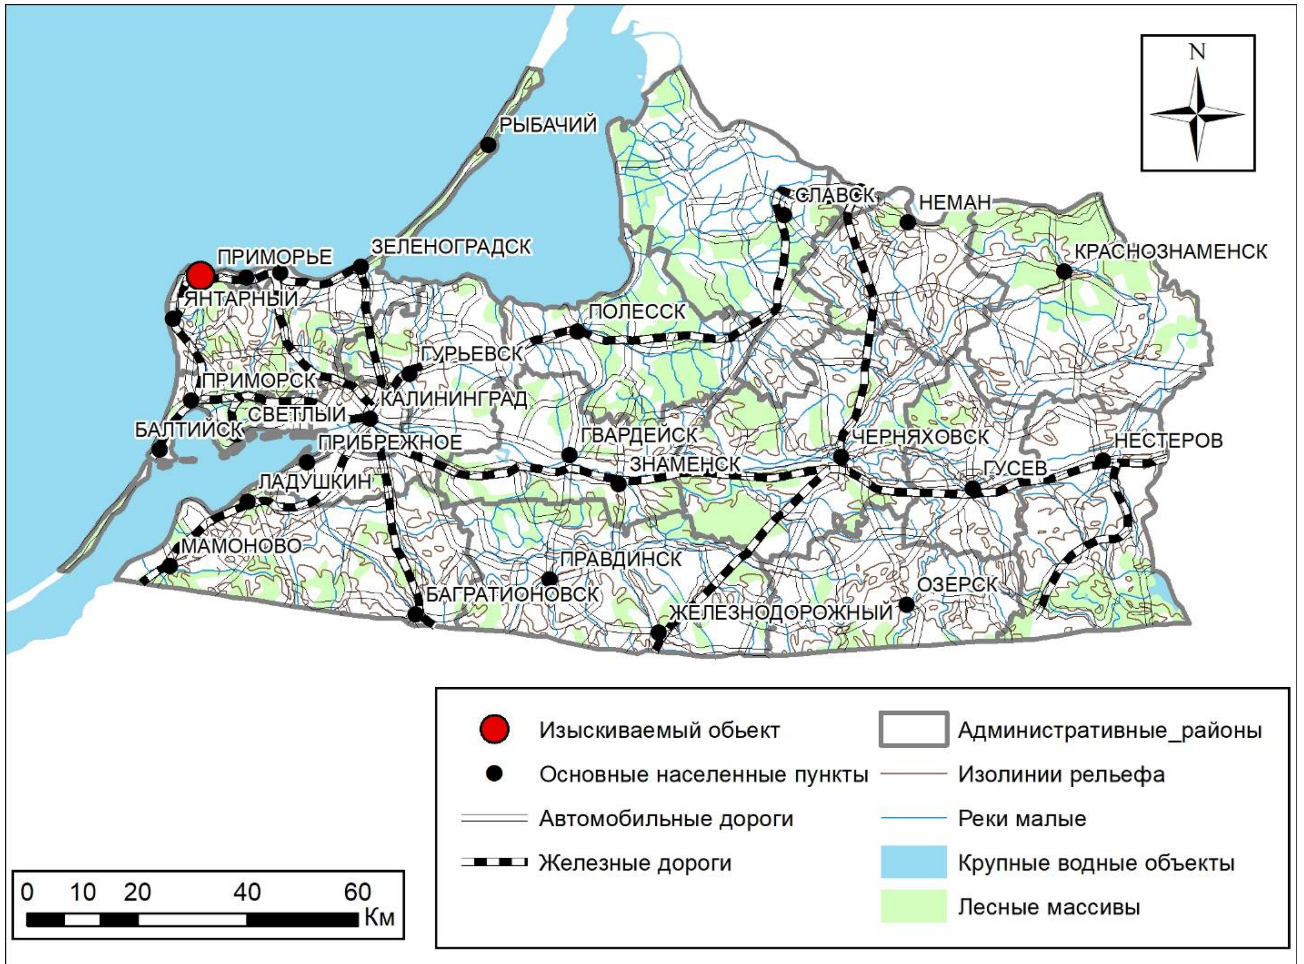 N
РЫБАЧИЙ
СЛАВСК
НЕМАН
ПРИМОРЬЕ
ЗЕЛЕНОГРАДСК
КРАСНОЗНАМЕНСК
ЯНТАРНЫЙ
ПОЛЕССК
ГУРЬЕВСК
ПРИМОРСК
КАЛИНИНГРАД
СВЕТЛЫЙ
БАЛТИЙСК
ПРИБРЕЖНОЕ
ГВАРДЕЙСК
ЧЕРНЯХОВСК
НЕСТЕРОВ
ЗНАМЕНСК
ГУСЕВ
ЛАДУШКИН
МАМОНОВО
ПРАВДИНСК
ОЗЕРСК
БАГРАТИОНОВСК
ЖЕЛЕЗНОДОРОЖНЫЙ
Изыскиваемый обьект
Основные населенные пункты
Автомобильные дороги
Железные дороги
Административные_районы
Изолинии рельефа
Реки малые
Крупные водные объекты
Лесные массивы
0 10 20 40 60
Км